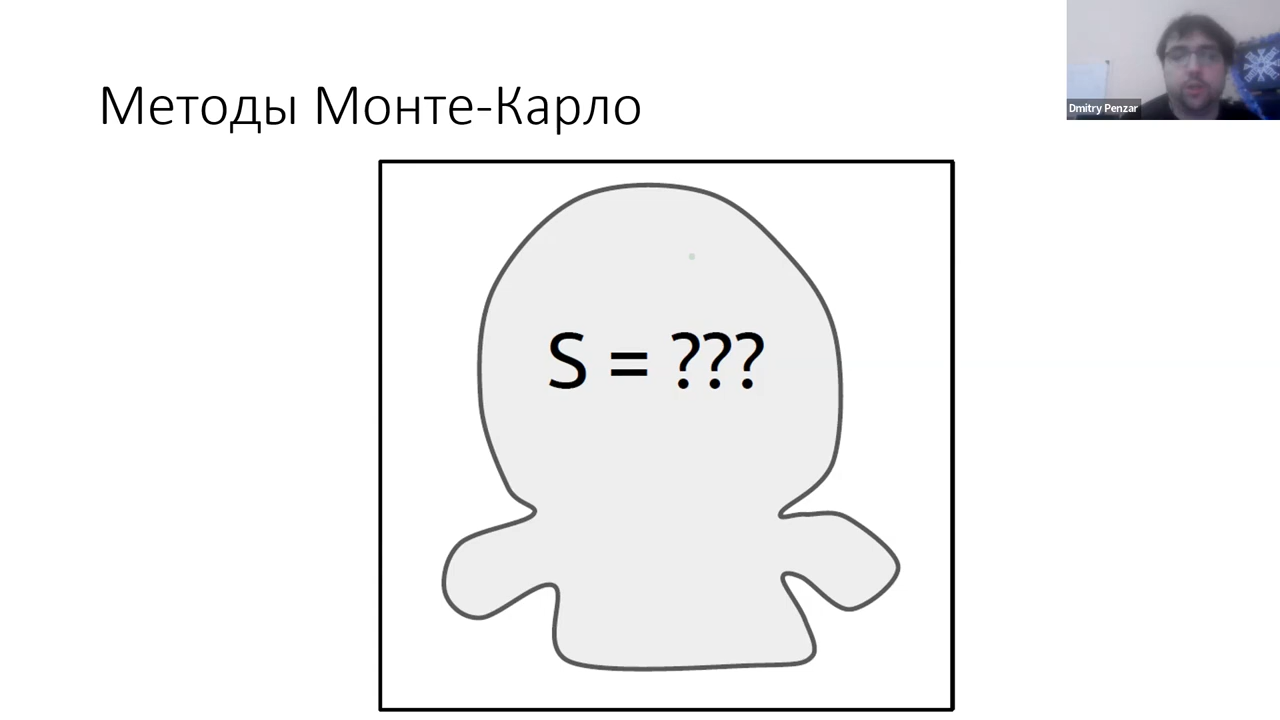 Методы Монте-Карло
Dmitry Penzar
S = ???